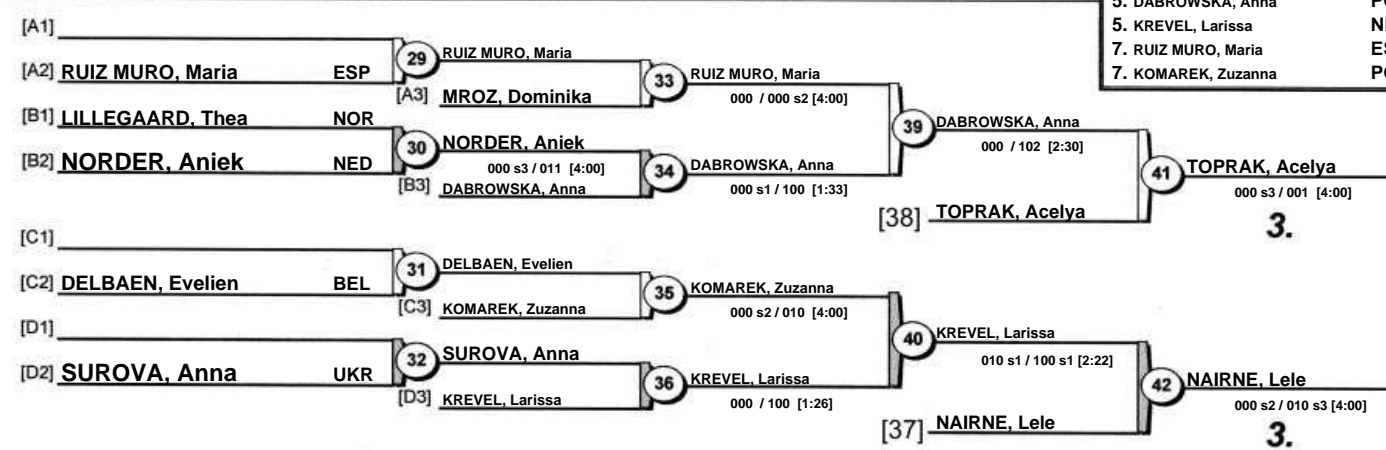 5. DABROWSKA, Anna
5. KREVEL, Larissa
7. RUIZ MURO, Maria
7. KOMAREK, Zuzanna
[A1]
[A2] RUIZ MURO, Maria ESP
29 RUIZ MURO, Maria
[A3] MROZ, Dominika
33 RUIZ MURO, Maria
000 / 000 s2 [4:00]
[B1] LILLEGAARD, Thea NOR
[B2] NORDER, Aniek NED
30 NORDER, Aniek
000 s3 / 011 [4:00]
[B3] DABROWSKA, Anna
34 DABROWSKA, Anna
000 s1 / 100 [1:33]
39 DABROWSKA, Anna
000 / 102 [2:30]
[38] TOPRAK, Acelya
41 TOPRAK, Acelya
000 s3 / 001 [4:00]
3.
[C1]
[C2] DELBAEN, Evelien BEL
31 DELBAEN, Evelien
[C3] KOMAREK, Zuzanna
35 KOMAREK, Zuzanna
000 s2 / 010 [4:00]
[D1]
[D2] SUROVA, Anna UKR
32 SUROVA, Anna
[D3] KREVEL, Larissa
36 KREVEL, Larissa
000 / 100 [1:26]
40 KREVEL, Larissa
010 s1 / 100 s1 [2:22]
[37] NAIRNE, Lele
42 NAIRNE, Lele
000 s2 / 010 s3 [4:00]
3.